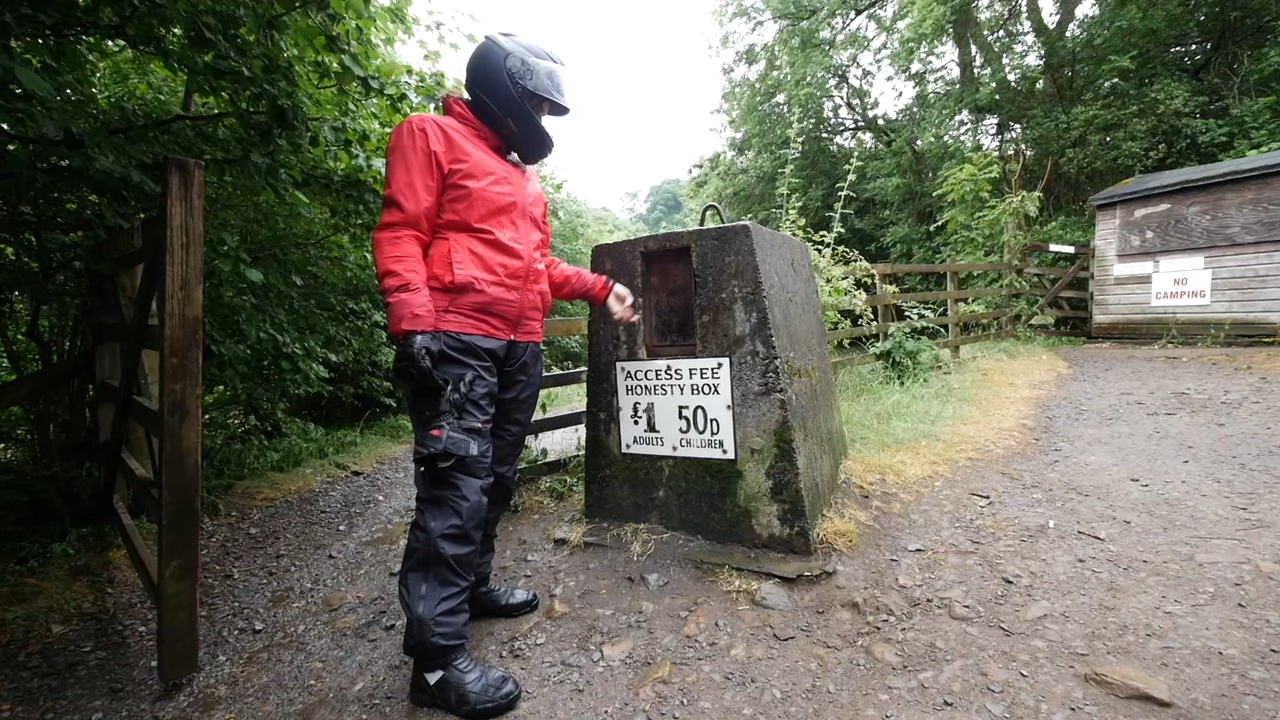 ACCESS FEE
HONESTY BOX
£1 50p
ADULTS CHILDREN
NO
CAMPING